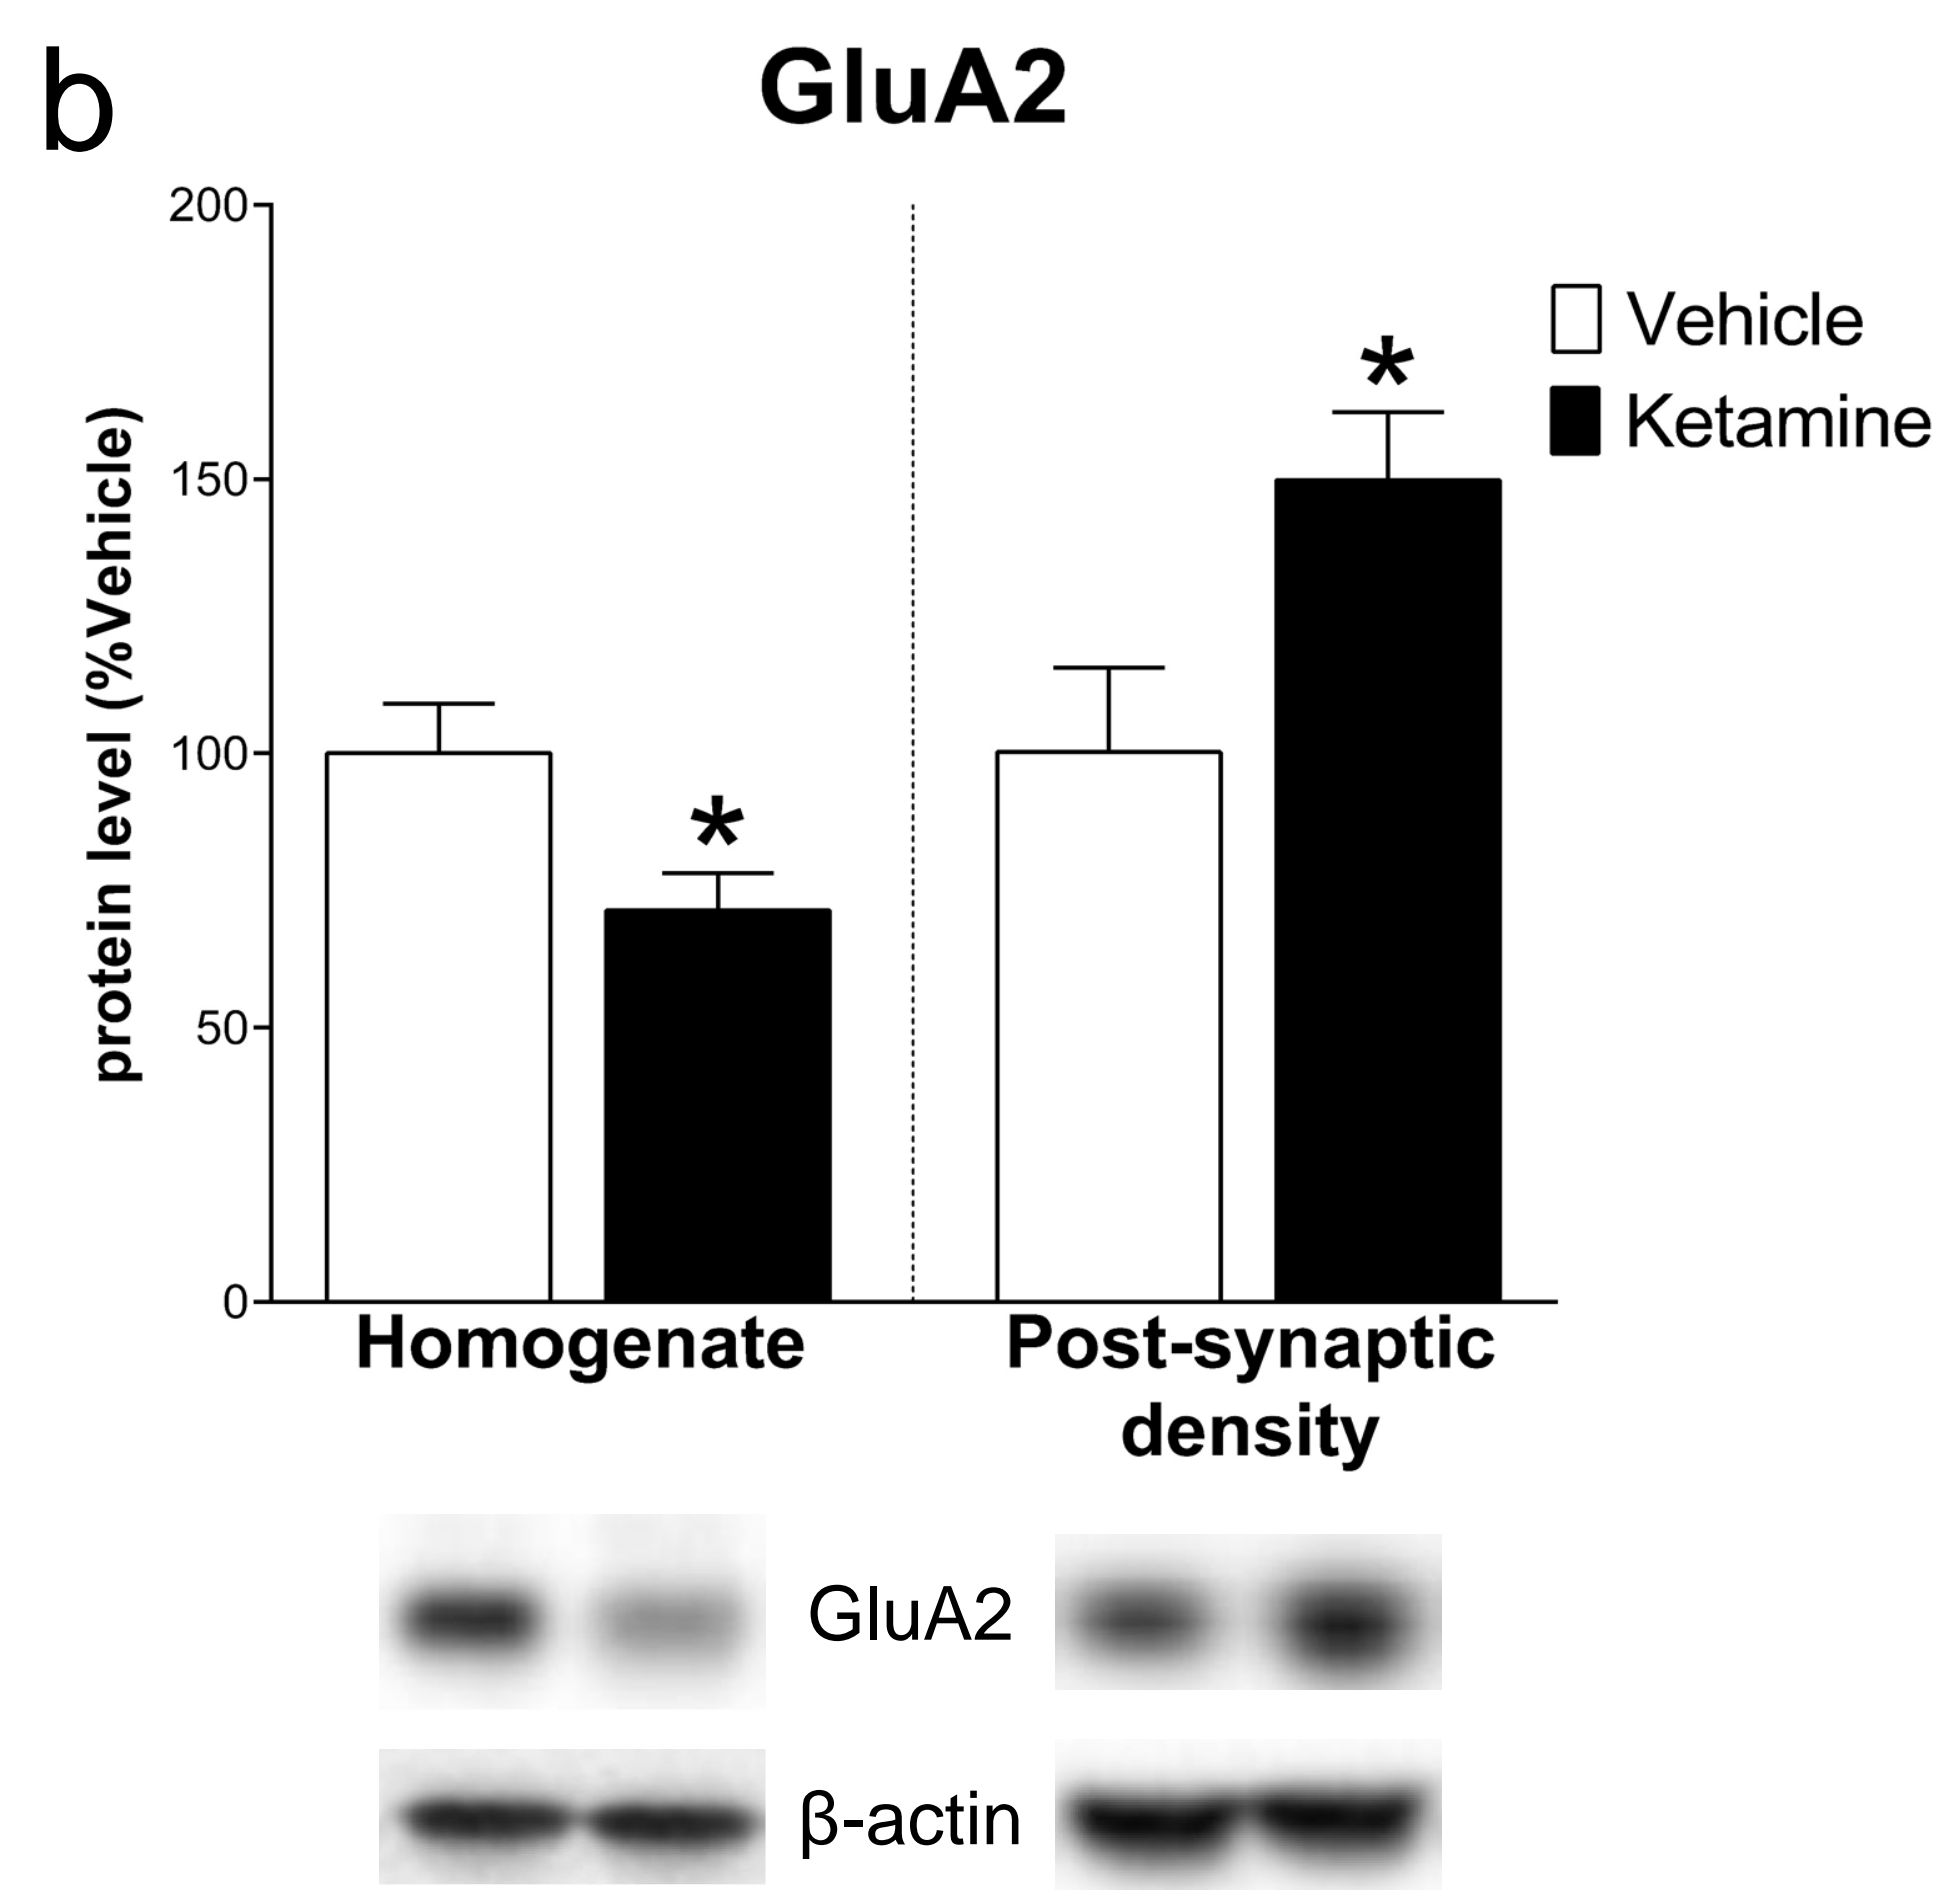 b
GluA2
200
150
100
50
0
protein level (%Vehicle)
*
*
Vehicle
Ketamine
Homogenate
Post-synaptic
density
GluA2
β-actin